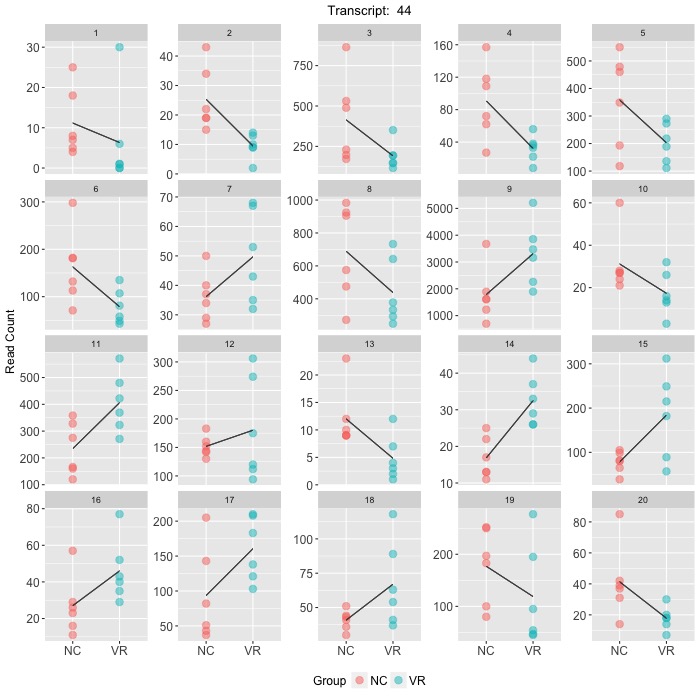 Transcript: 44
1 2 3 4 5
30 20 10 0
40 30 20 10 0
750 500 250
160 120 80 40
500 400 300 200 100
6 7 8 9 10
300 200 100
70 60 50 40 30
1000 800 600 400
5000 4000 3000 2000 1000
60 40 20
Read Count
11 12 13 14 15
500 400 300 200 100
300 250 200 150 100
20 15 10 5 0
40 30 20 10
300 200 100
16 17 18 19 20
80 60 40 20
200 150 100 50
100 75 50
200 100
80 60 40 20
NC VR NC VR NC VR NC VR NC VR
Group NC VR